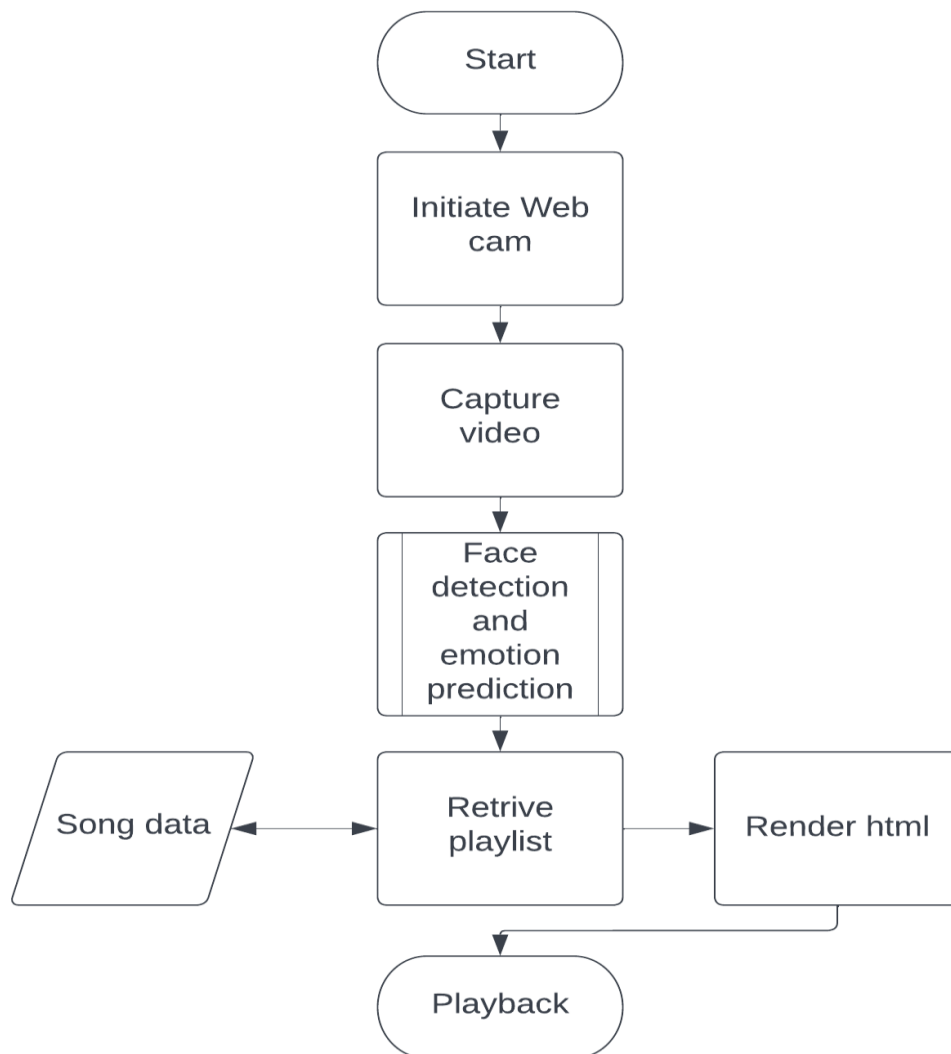 Start
Initiate Web
cam
Capture
video
Face
detection
and
emotion
prediction
Song data
Retrive
playlist
Render html
Playback